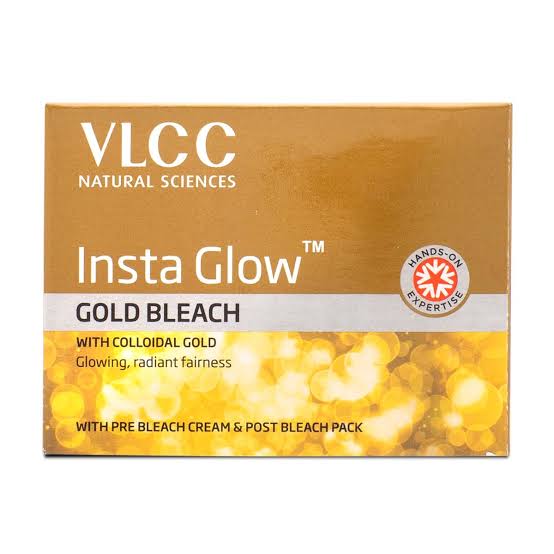 VLCC
NATURAL SCIENCES
Insta Glow™
HANDS-ON
EXPERTISE
GOLD BLEACH
WITH COLLOIDAL GOLD
Glowing, radiant fairness
WITH PRE BLEACH CREAM & POST BLEACH PACK